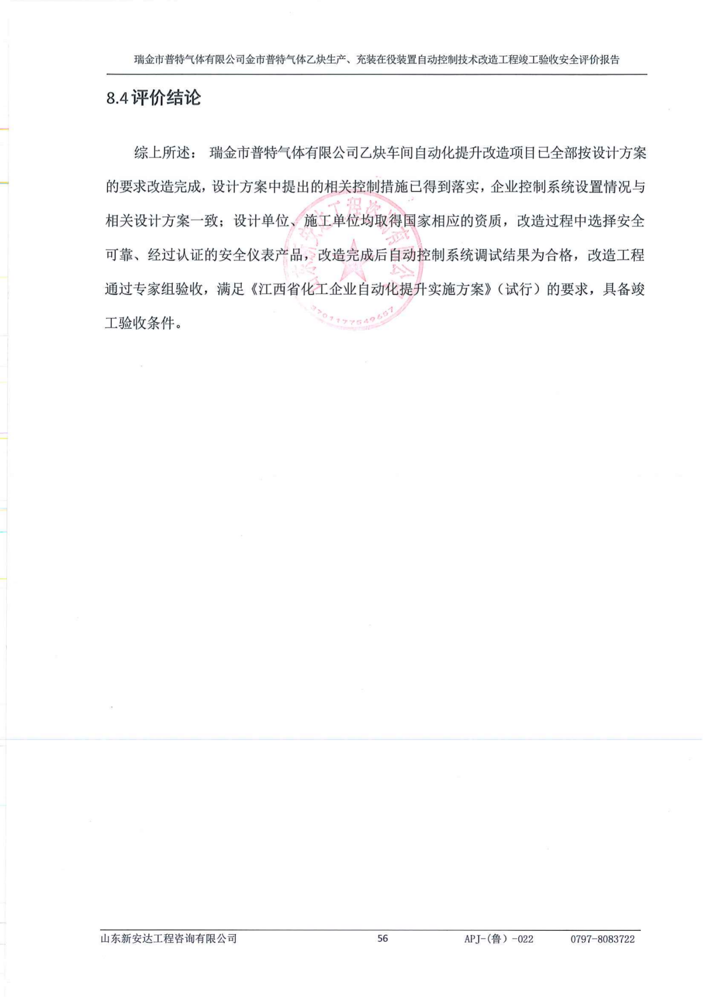 瑞金市普特气体有限公司金市普特气体乙炔生产、充装在役装置自动控制技术改造工程竣工验收安全评价报告
8.4评价结论
综上所述： 瑞金市普特气体有限公司乙炔车间自动化提升改造项目已全部按设计方案
的要求改造完成，设计方案中提出的相关控制措施已得到落实，企业控制系统设置情况与
相关设计方案一致；设计单位、施工单位均取得国家相应的资质，改造过程中选择安全
可靠、经过认证的安全仪表产品，改造完成后自动控制系统调试结果为合格，改造工程
通过专家组验收，满足《江西省化工企业自动化提升实施方案》（试行）的要求，具备竣
工验收条件。
山东新安达工程咨询有限公司
3701177549657
山东新安达工程咨询有限公司 56 APJ-(鲁）-022 0797-8083722